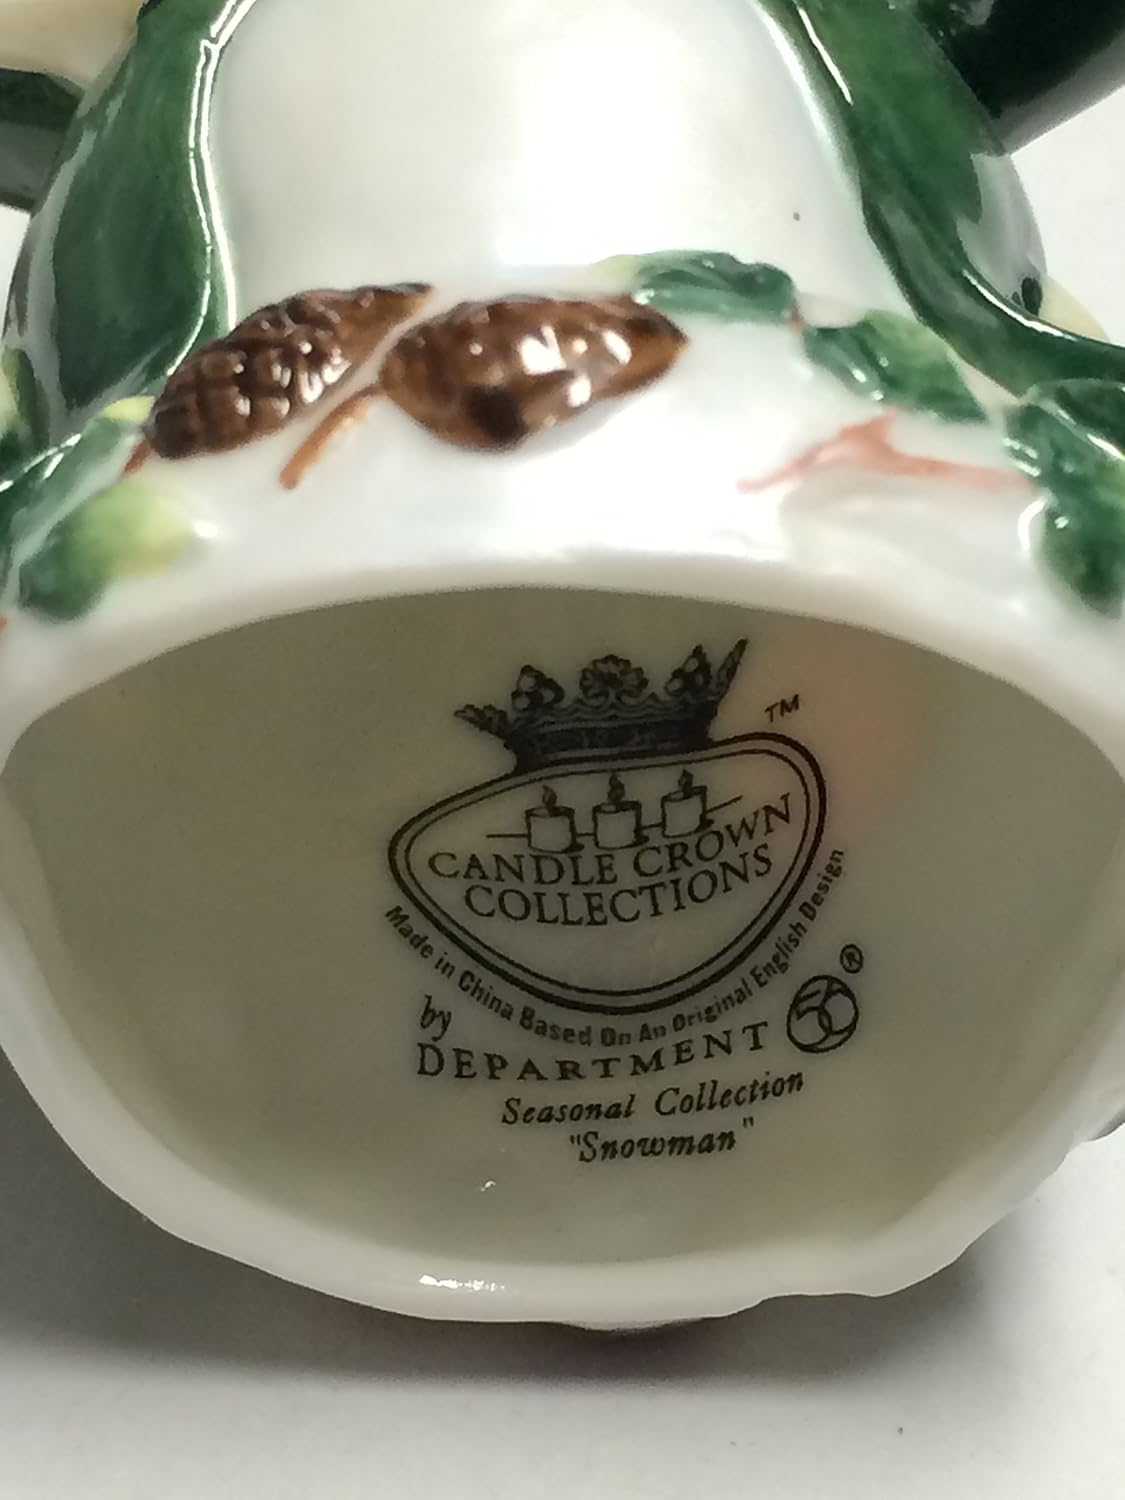 ™
CANDLE CROWN
COLLECTIONS
Made in China Based On An Original English Design
by
DEPARTMENT 56®
Seasonal Collection
"Snowman"